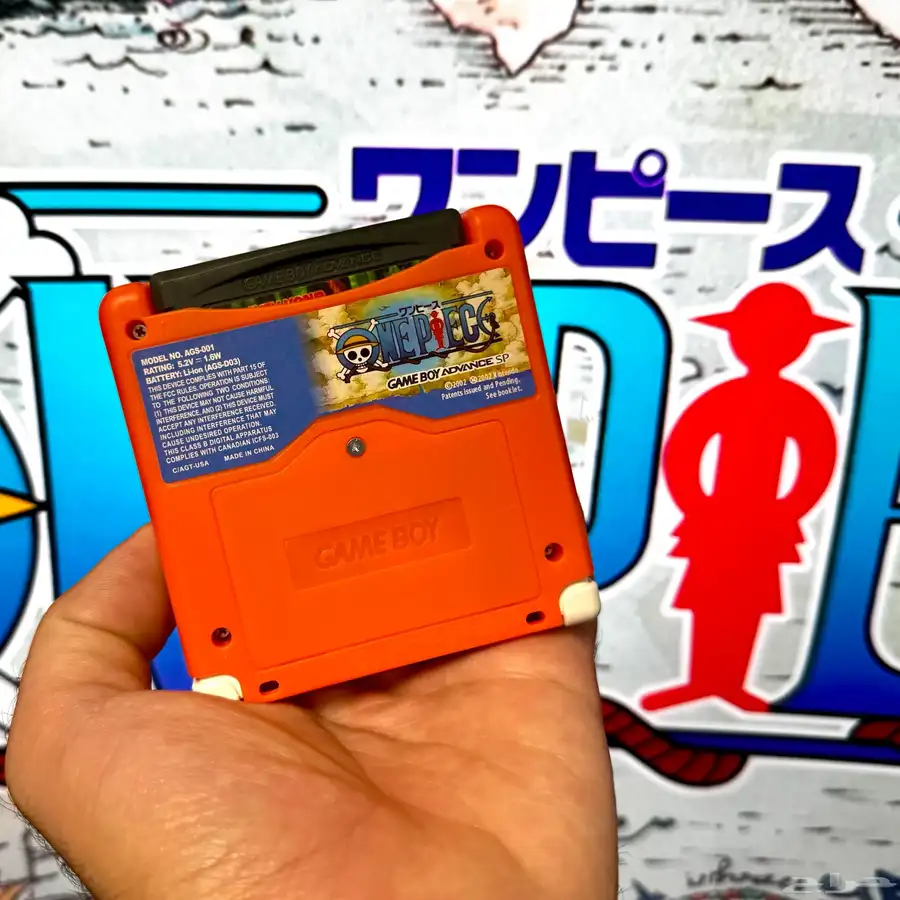 ワンピース
GAME BOY ADVANCE
MODEL NO. AGS-001
RATING: 5.2V ⎓ 1.6W
BATTERY: Li-ion (AGS-D03)
THIS DEVICE COMPLIES WITH PART 15 OF
THE FCC RULES. OPERATION IS SUBJECT
TO THE FOLLOWING TWO CONDITIONS:
(1) THIS DEVICE MAY NOT CAUSE HARMFUL
INTERFERENCE, AND (2) THIS DEVICE MUST
ACCEPT ANY INTERFERENCE RECEIVED,
INCLUDING INTERFERENCE THAT MAY
CAUSE UNDESIRED OPERATION.
THIS CLASS B DIGITAL APPARATUS
COMPLIES WITH CANADIAN ICFS-003
C/AGT-USA MADE IN CHINA
ワンピース
ONE PIECE
GAME BOY ADVANCE SP
©2002 Ⓜ2002 Nintendo
Patents Issued and Pending.
See booklet.
GAME BOY